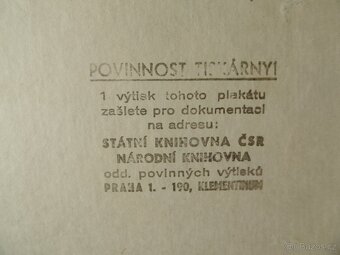 POVINNOST TISKÁRNY!
1 výtisk tohoto plakátu
zašlete pro dokumentaci
na adresu:
STÁTNÍ KNIHOVNA ČSR
NÁRODNÍ KNIHOVNA
odd. povinných výtisků
PRAHA 1. - 190, KLEMENTINUM